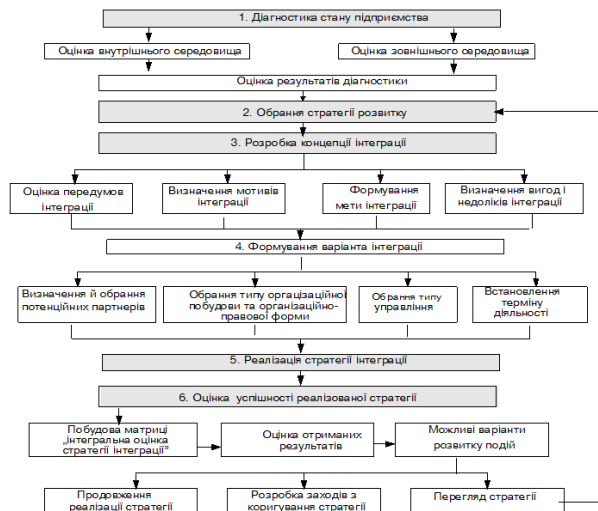 1. Діагностика стану підприємства
Оцінка внутрішнього середовища
Оцінка зовнішнього середовища
Оцінка результатів діагностики
2. Обрання стратегії розвитку
3. Розробка концепції інтеграції
Оцінка передумов
інтеграції
Визначення мотивів
інтеграції
Формування
мети інтеграції
Визначення вигод і
недоліків інтеграції
4. Формування варіанта інтеграції
Визначення й обрання
потенційних партнерів
Обрання типу оргацізаційної
побудови та організаційно-
правової форми
Обрання типу
управління
Встановлення
терміну
діяльності
5. Реалізація стратегії інтеграції
6. Оцінка успішності реалізованої стратегії
Побудова матриці
„інтегральна оцінка
стратегії інтеграції”
Оцінка отриманих
результатів
Можливі варіанти
розвитку подій
Продовження
реалізації стратегії
Розробка заходів з
коригування стратегії
Перегляд стратегії